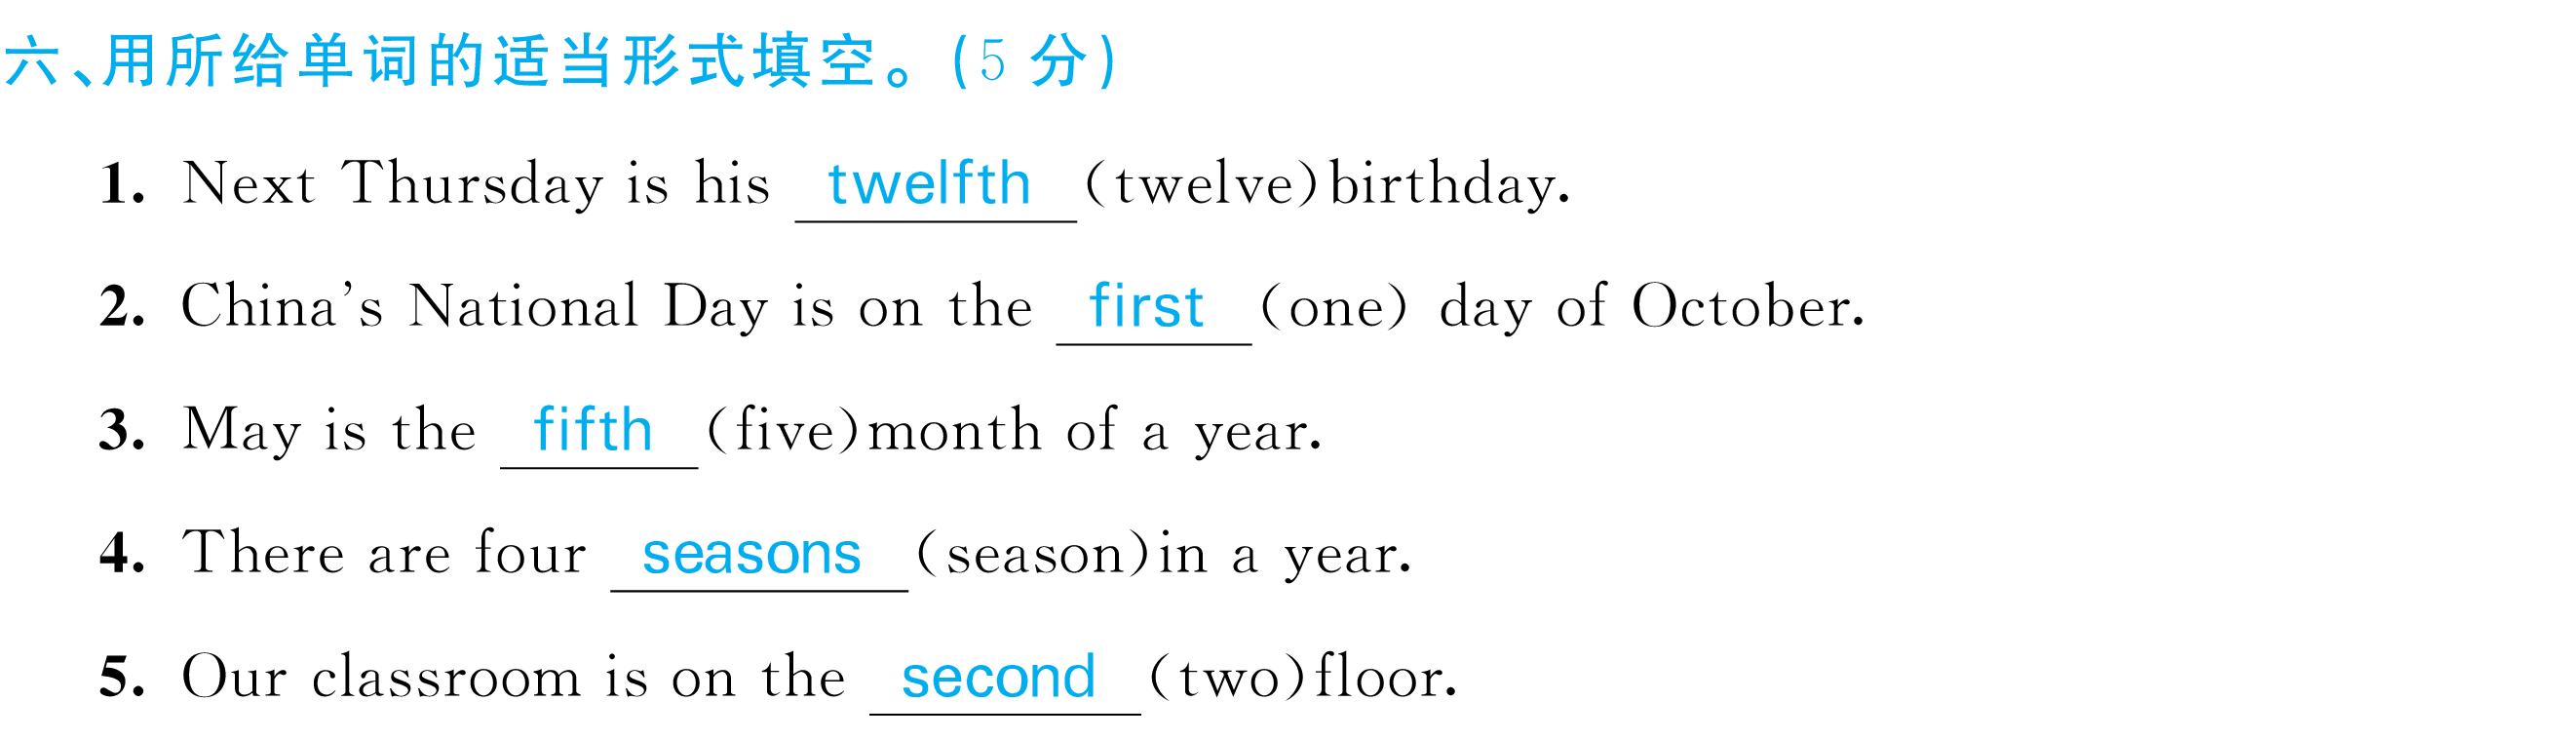 六、用所给单词的适当形式填空。(5 分)
1. Next Thursday is his twelfth (twelve)birthday.
2. China's National Day is on the first (one) day of October.
3. May is the fifth (five)month of a year.
4. There are four seasons (season)in a year.
5. Our classroom is on the second (two)floor.